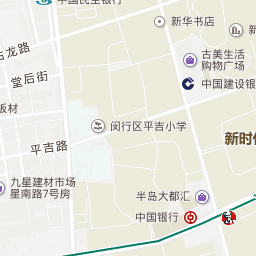 中国民生银行
新华书店
古龙路
古美生活
购物广场
堂后街
中国建设银
板材
闵行区平吉小学
平吉路
新时
九星建材市场
星南路7号房
半岛大都汇
中国银行